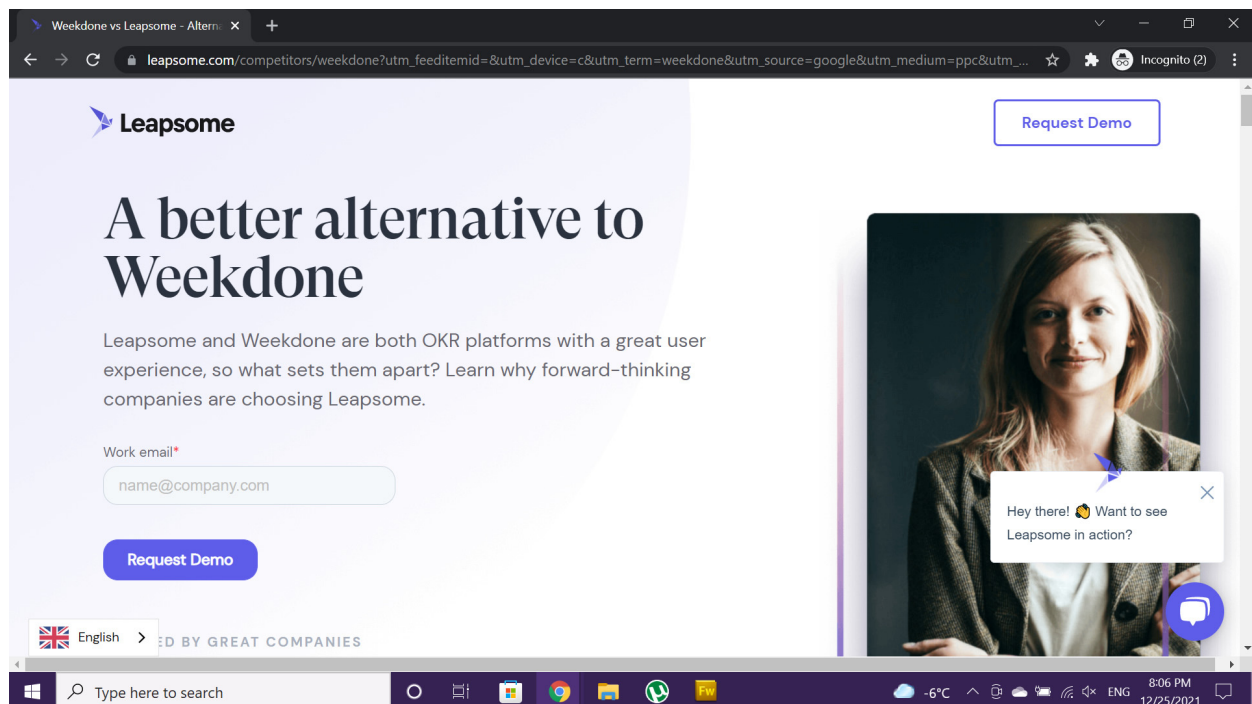 Weekdone vs Leapsome - Altern
leapsome.com/competitors/weekdone?utm_feeditemid=&utm_device=c&utm_term=weekdone&utm_source=google&utm_medium=ppc&utm_...
Incognito (2)
Leapsome
Request Demo
A better alternative to
Weekdone
Leapsome and Weekdone are both OKR platforms with a great user
experience, so what sets them apart? Learn why forward-thinking
companies are choosing Leapsome.
Work email*
name@company.com
Request Demo
Hey there! 👏 Want to see
Leapsome in action?
English
ED BY GREAT COMPANIES
Type here to search
Fw
-6°C
ENG
8:06 PM
12/25/2021